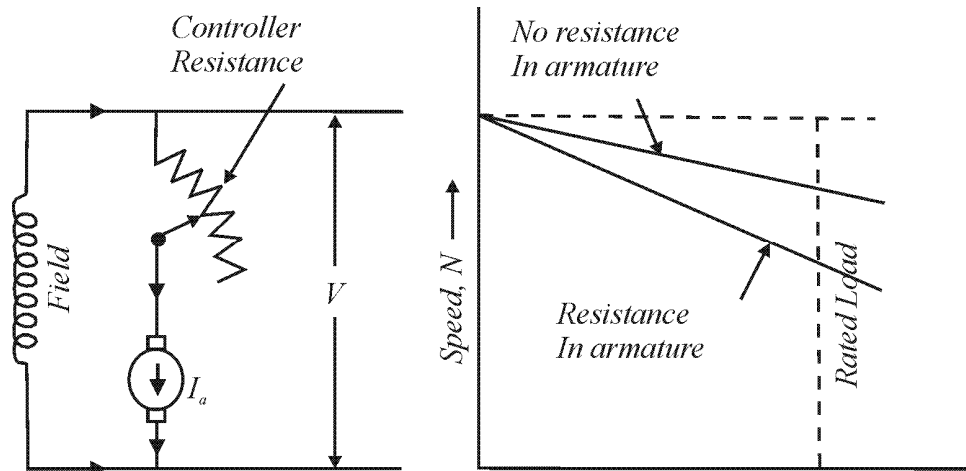 Controller
Resistance
Field
V
I_a
No resistance
In armature
Speed, N
Resistance
In armature
Rated Load